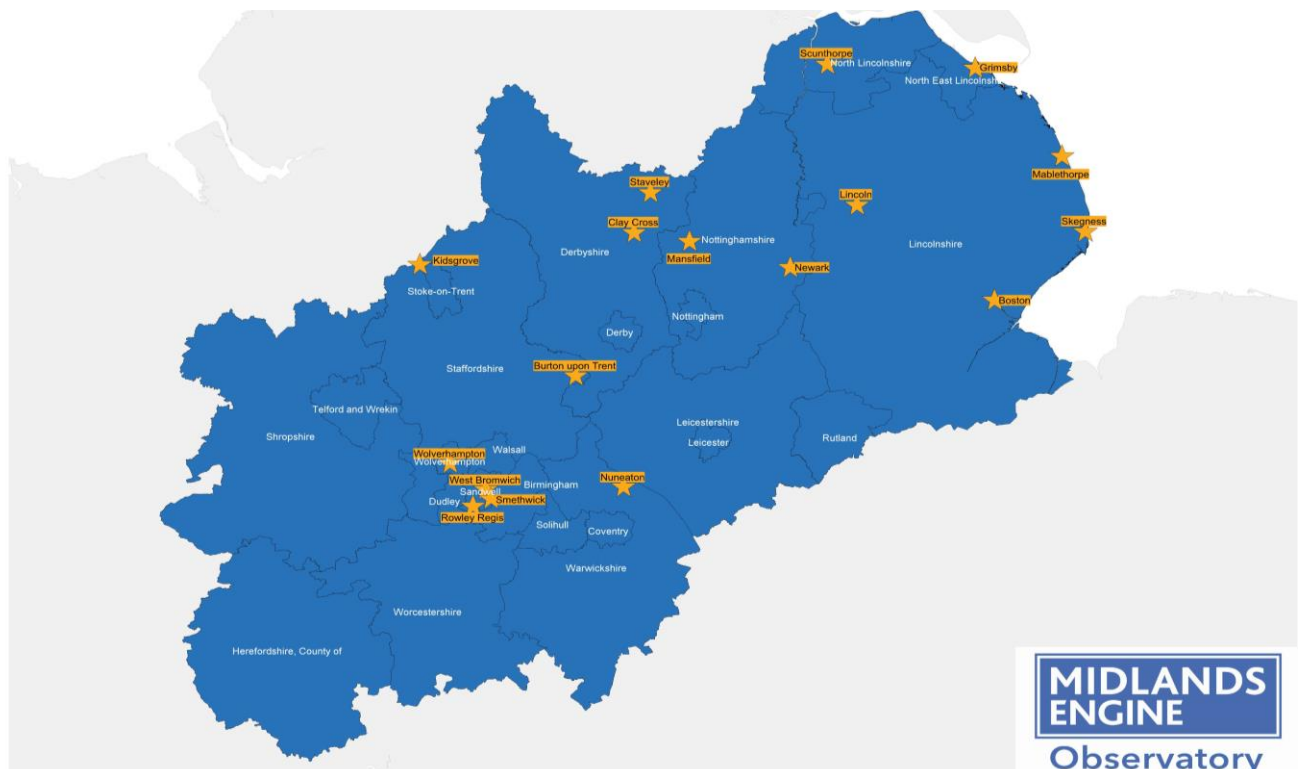 Scunthorpe
North Lincolnshire
Grimsby
North East Lincolnshi
Mablethorpe
Staveley
Lincoln
Skegness
Clay Cross
Nottinghamshire
Lincolnshire
Derbyshire
Mansfield
Kidsgrove
Newark
Stoke-on-Trent
Boston
Nottingham
Derby
Burton upon Trent
Staffordshire
Telford and Wrekin
Leicestershire
Shropshire
Leicester
Rutland
Walsall
Wolverhampton
Wolverhampton
West Bromwich
Nuneaton
Birmingham
Sandwell
Dudley
Smethwick
Rowley Regis
Solihull
Coventry
Warwickshire
Worcestershire
Herefordshire, County of
MIDLANDS
ENGINE
Observatory